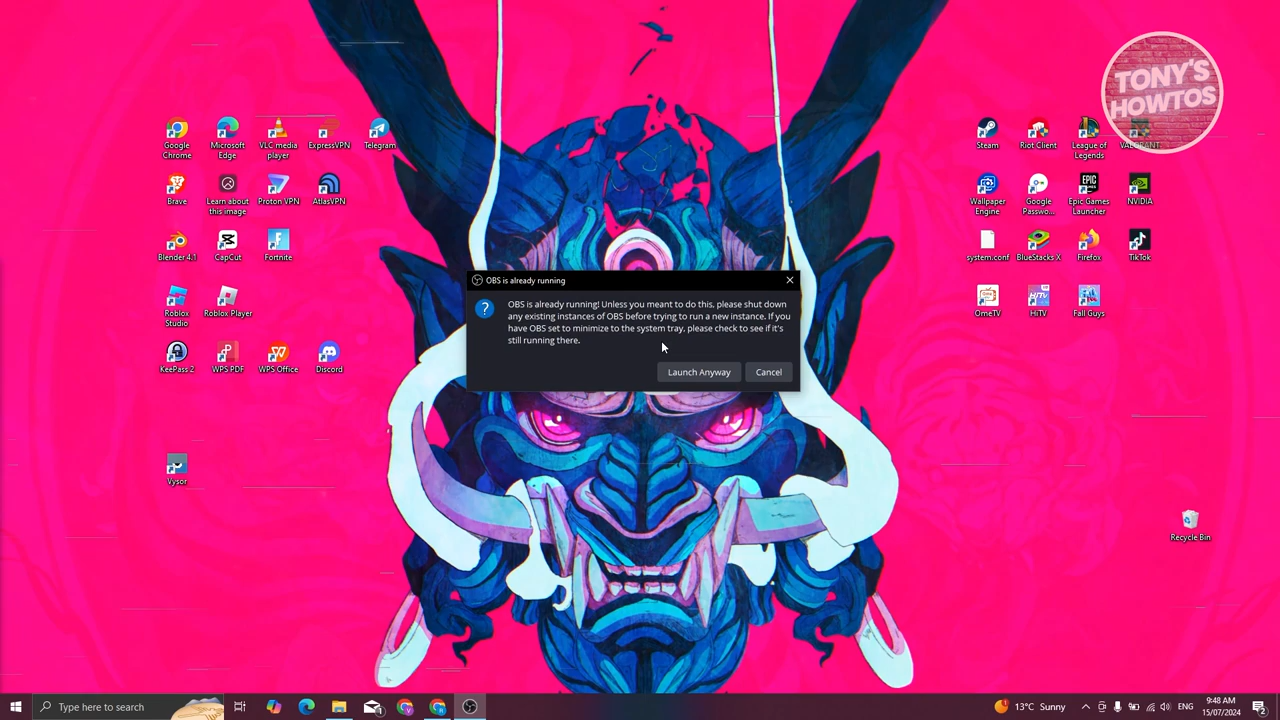 TONY'S
HOWTOS
Google
Chrome
Microsoft
Edge
VLC media
player
ExpressVPN
Telegram
Steam
Riot Client
League of
Legends
VALORANT
Brave
Learn about
this image
Proton VPN
AtlasVPN
Wallpaper
Engine
Google
Passwo...
EPIC
GAMES
Epic Games
Launcher
NVIDIA
Blender 4.1
CapCut
Fortnite
system.conf
BlueStacks X
Firefox
TikTok
OBS is already running
OBS is already running! Unless you meant to do this, please shut down
any existing instances of OBS before trying to run a new instance. If you
have OBS set to minimize to the system tray, please check to see if it's
still running there.
Launch Anyway
Cancel
Roblox
Studio
Roblox Player
OmeTV
HiTV
Fall Guys
KeePass 2
WPS PDF
WPS Office
Discord
Vysor
Recycle Bin
Type here to search
13°C Sunny
ENG
9:48 AM
15/07/2024
2